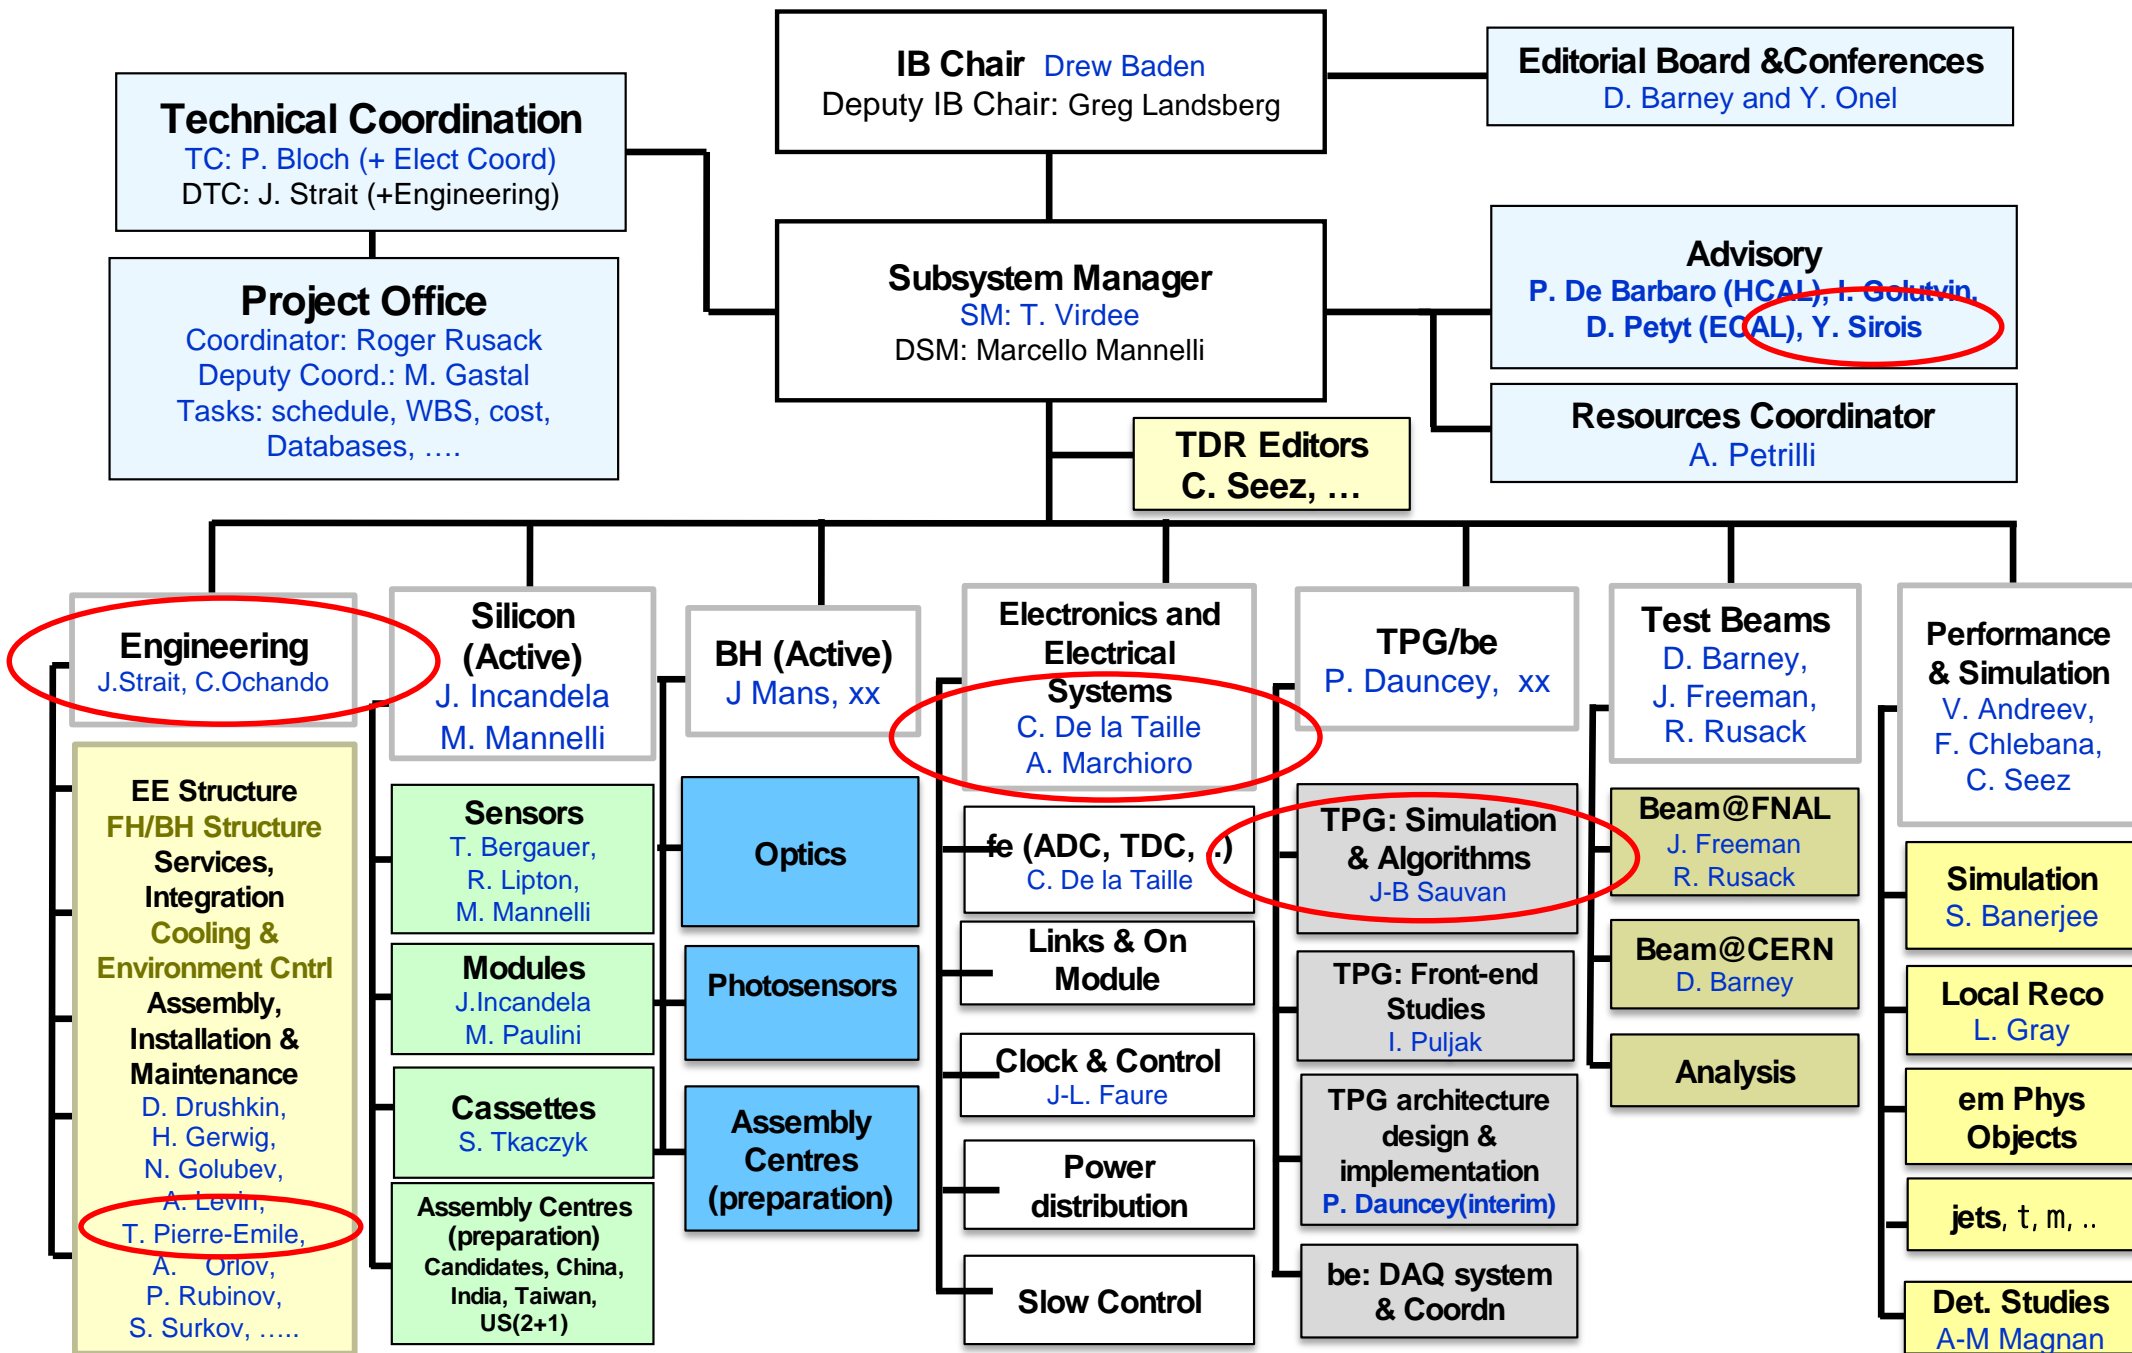 IB Chair Drew Baden
Deputy IB Chair: Greg Landsberg
Editorial Board &Conferences
D. Barney and Y. Onel
Technical Coordination
TC: P. Bloch (+ Elect Coord)
DTC: J. Strait (+Engineering)
Project Office
Coordinator: Roger Rusack
Deputy Coord.: M. Gastal
Tasks: schedule, WBS, cost,
Databases, ....
Subsystem Manager
SM: T. Virdee
DSM: Marcello Mannelli
Advisory
P. De Barbaro (HCAL), I. Golutvin,
D. Petyt (ECAL), Y. Sirois
Resources Coordinator
A. Petrilli
TDR Editors
C. Seez, ...
Engineering
J.Strait, C.Ochando
EE Structure
FH/BH Structure
Services,
Integration
Cooling &
Environment Cntrl
Assembly,
Installation &
Maintenance
D. Drushkin,
H. Gerwig,
N. Golubev,
A. Levin,
T. Pierre-Emile,
A. Orlov,
P. Rubinov,
S. Surkov, .....
Silicon
(Active)
J. Incandela
M. Mannelli
Sensors
T. Bergauer,
R. Lipton,
M. Mannelli
Modules
J.Incandela
M. Paulini
Cassettes
S. Tkaczyk
Assembly Centres
(preparation)
Candidates, China,
India, Taiwan,
US(2+1)
BH (Active)
J Mans, xx
Optics
Photosensors
Assembly
Centres
(preparation)
Electronics and
Electrical
Systems
C. De la Taille
A. Marchioro
fe (ADC, TDC, ..)
C. De la Taille
Links & On
Module
Clock & Control
J-L. Faure
Power
distribution
Slow Control
TPG/be
P. Dauncey, xx
TPG: Simulation
& Algorithms
J-B Sauvan
TPG: Front-end
Studies
I. Puljak
TPG architecture
design &
implementation
P. Dauncey(interim)
be: DAQ system
& Coordn
Test Beams
D. Barney,
J. Freeman,
R. Rusack
Beam@FNAL
J. Freeman
R. Rusack
Beam@CERN
D. Barney
Analysis
Performance
& Simulation
V. Andreev,
F. Chlebana,
C. Seez
Simulation
S. Banerjee
Local Reco
L. Gray
em Phys
Objects
jets, t, m, ..
Det. Studies
A-M Magnan